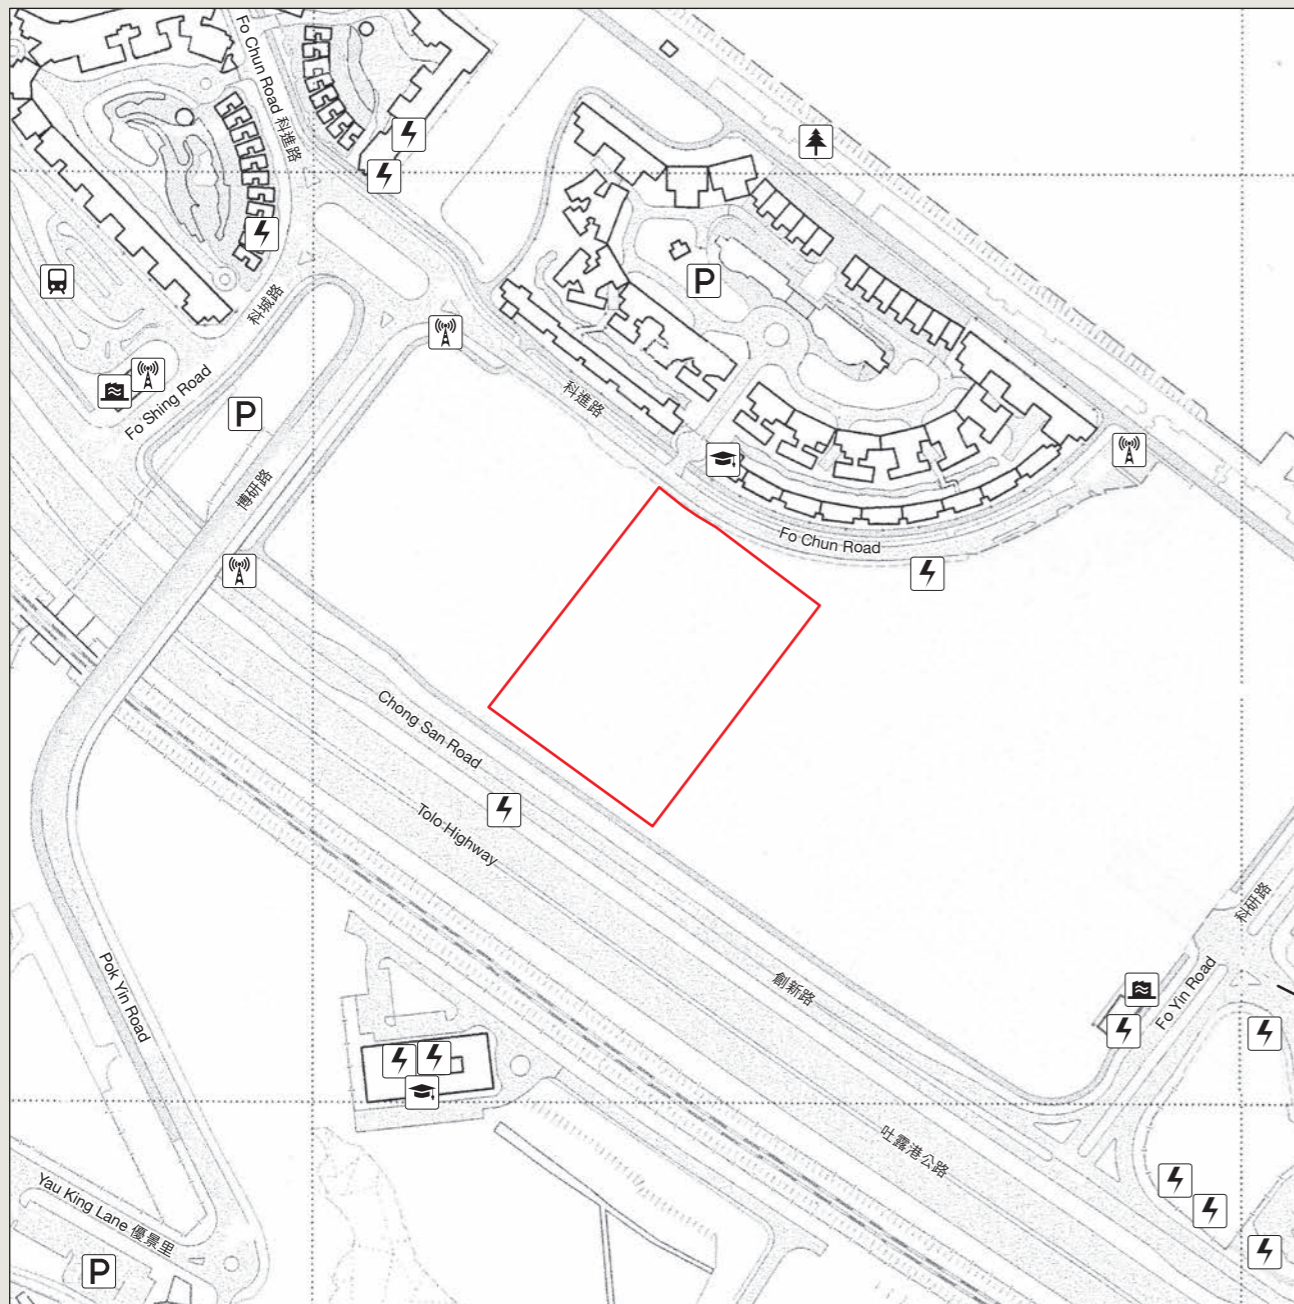 Fo Chun Road 科進路
科城路
Fo Shing Road
P
P
博研路
科進路
Fo Chun Road
Chong San Road
Tolo Highway
創新路
吐露港公路
科研路
Fo Yin Road
Pok Yin Road
Yau King Lane 優景里
P